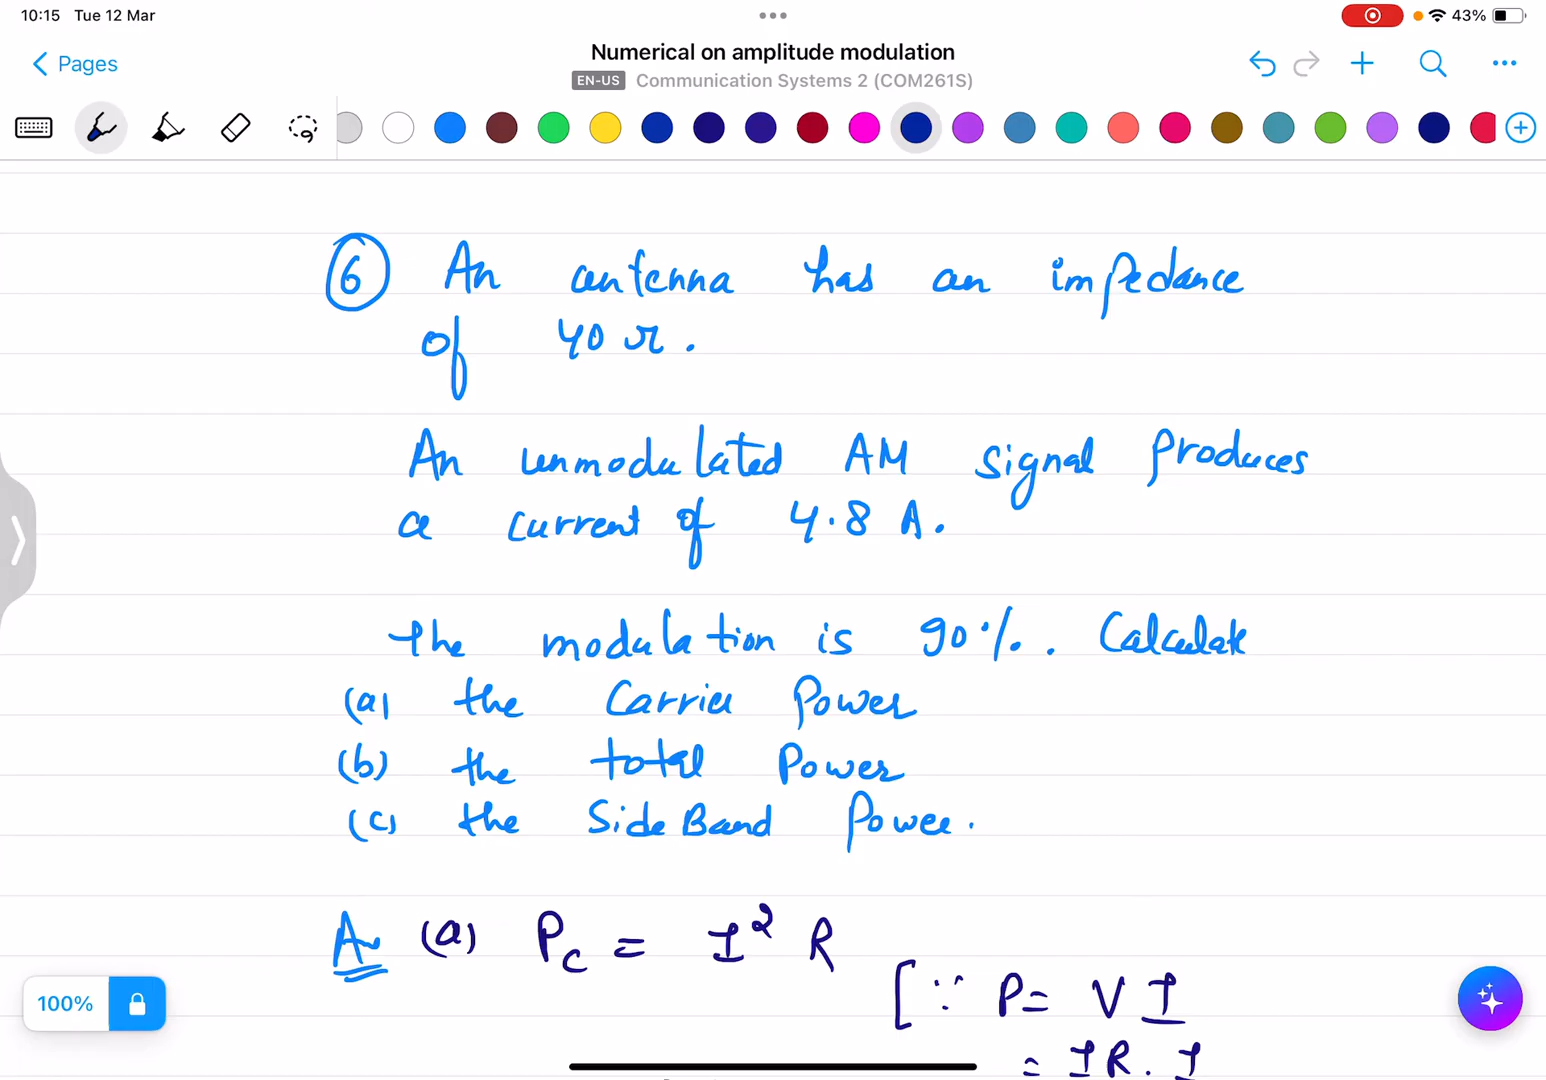 10:15 Tue 12 Mar
43%
Pages
Numerical on amplitude modulation
EN-US Communication Systems 2 (COM261S)
6 An antenna has an impedance
of 40 Ω.
An unmodulated AM signal produces
a current of 4.8 A.
The modulation is 90%. Calculate
(a) the Carrier Power
(b) the total Power
(c) the Side Band Power.
A (a) Pc = I² R
[∵ P = V I
= IR. I
100%